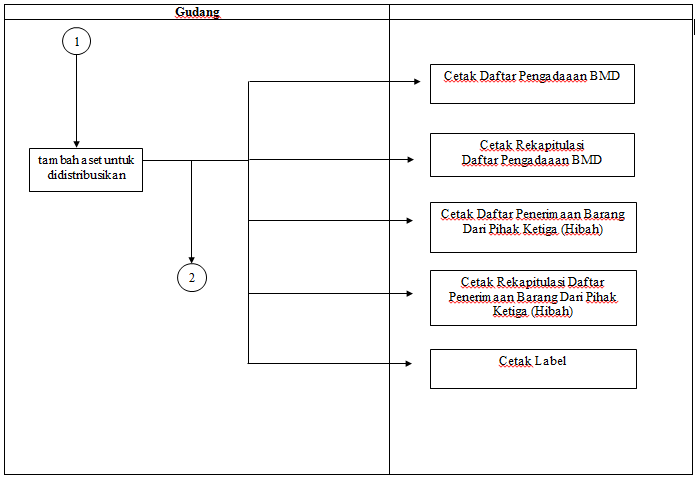 Gudang
1
tambah aset untuk
didistribusikan
2
Cetak Daftar Pengadaaan BMD
Cetak Rekapitulasi
Daftar Pengadaaan BMD
Cetak Daftar Penerimaan Barang
Dari Pihak Ketiga (Hibah)
Cetak Rekapitulasi Daftar
Penerimaan Barang Dari Pihak
Ketiga (Hibah)
Cetak Label